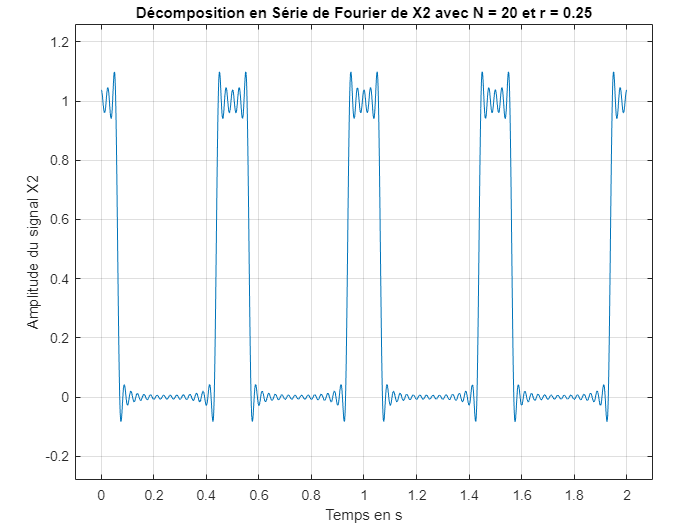 Décomposition en Série de Fourier de X2 avec N = 20 et r = 0.25
1.2
1
0.8
0.6
0.4
0.2
0
-0.2
Amplitude du signal X2
0 0.2 0.4 0.6 0.8 1 1.2 1.4 1.6 1.8 2
Temps en s